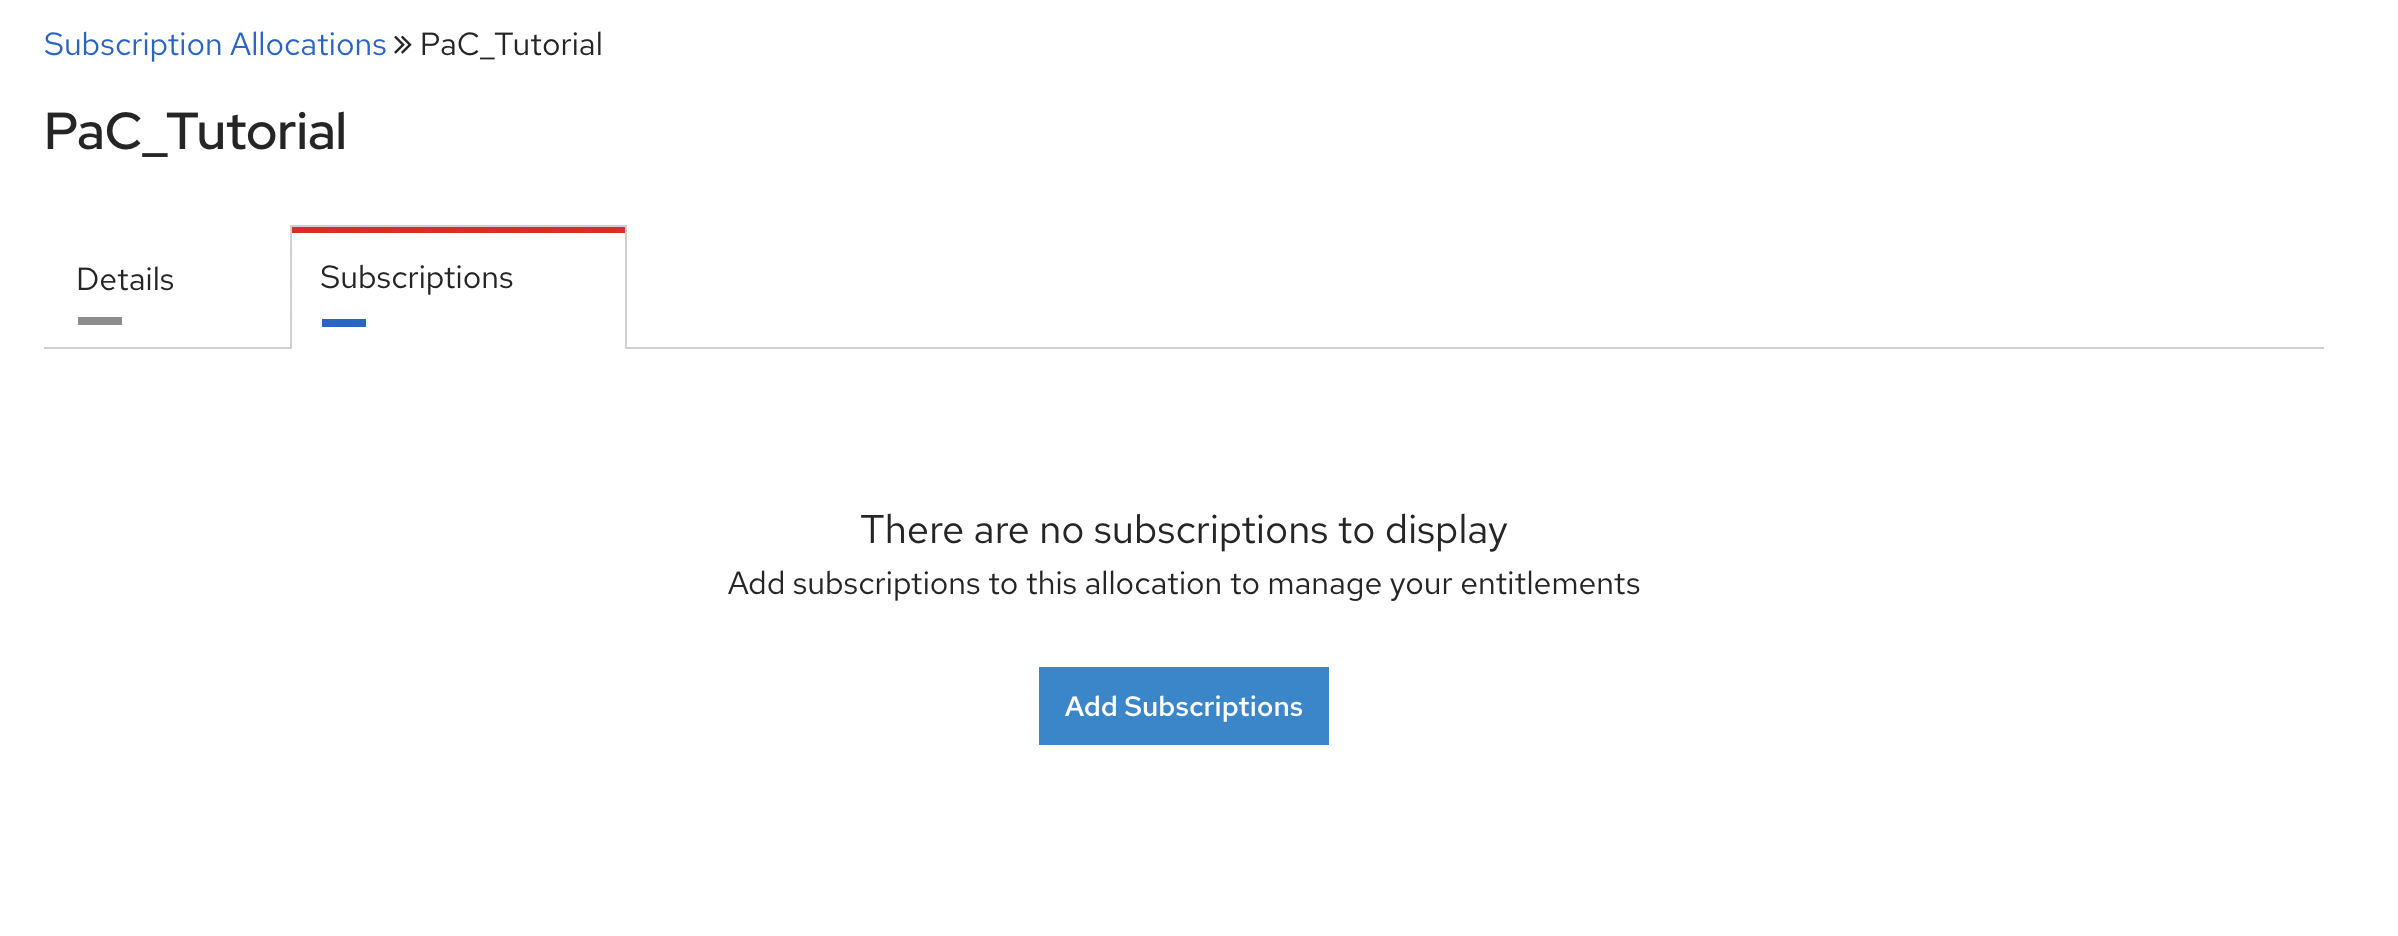 Subscription Allocations » PaC_Tutorial
PaC_Tutorial
Details
Subscriptions
There are no subscriptions to display
Add subscriptions to this allocation to manage your entitlements
Add Subscriptions